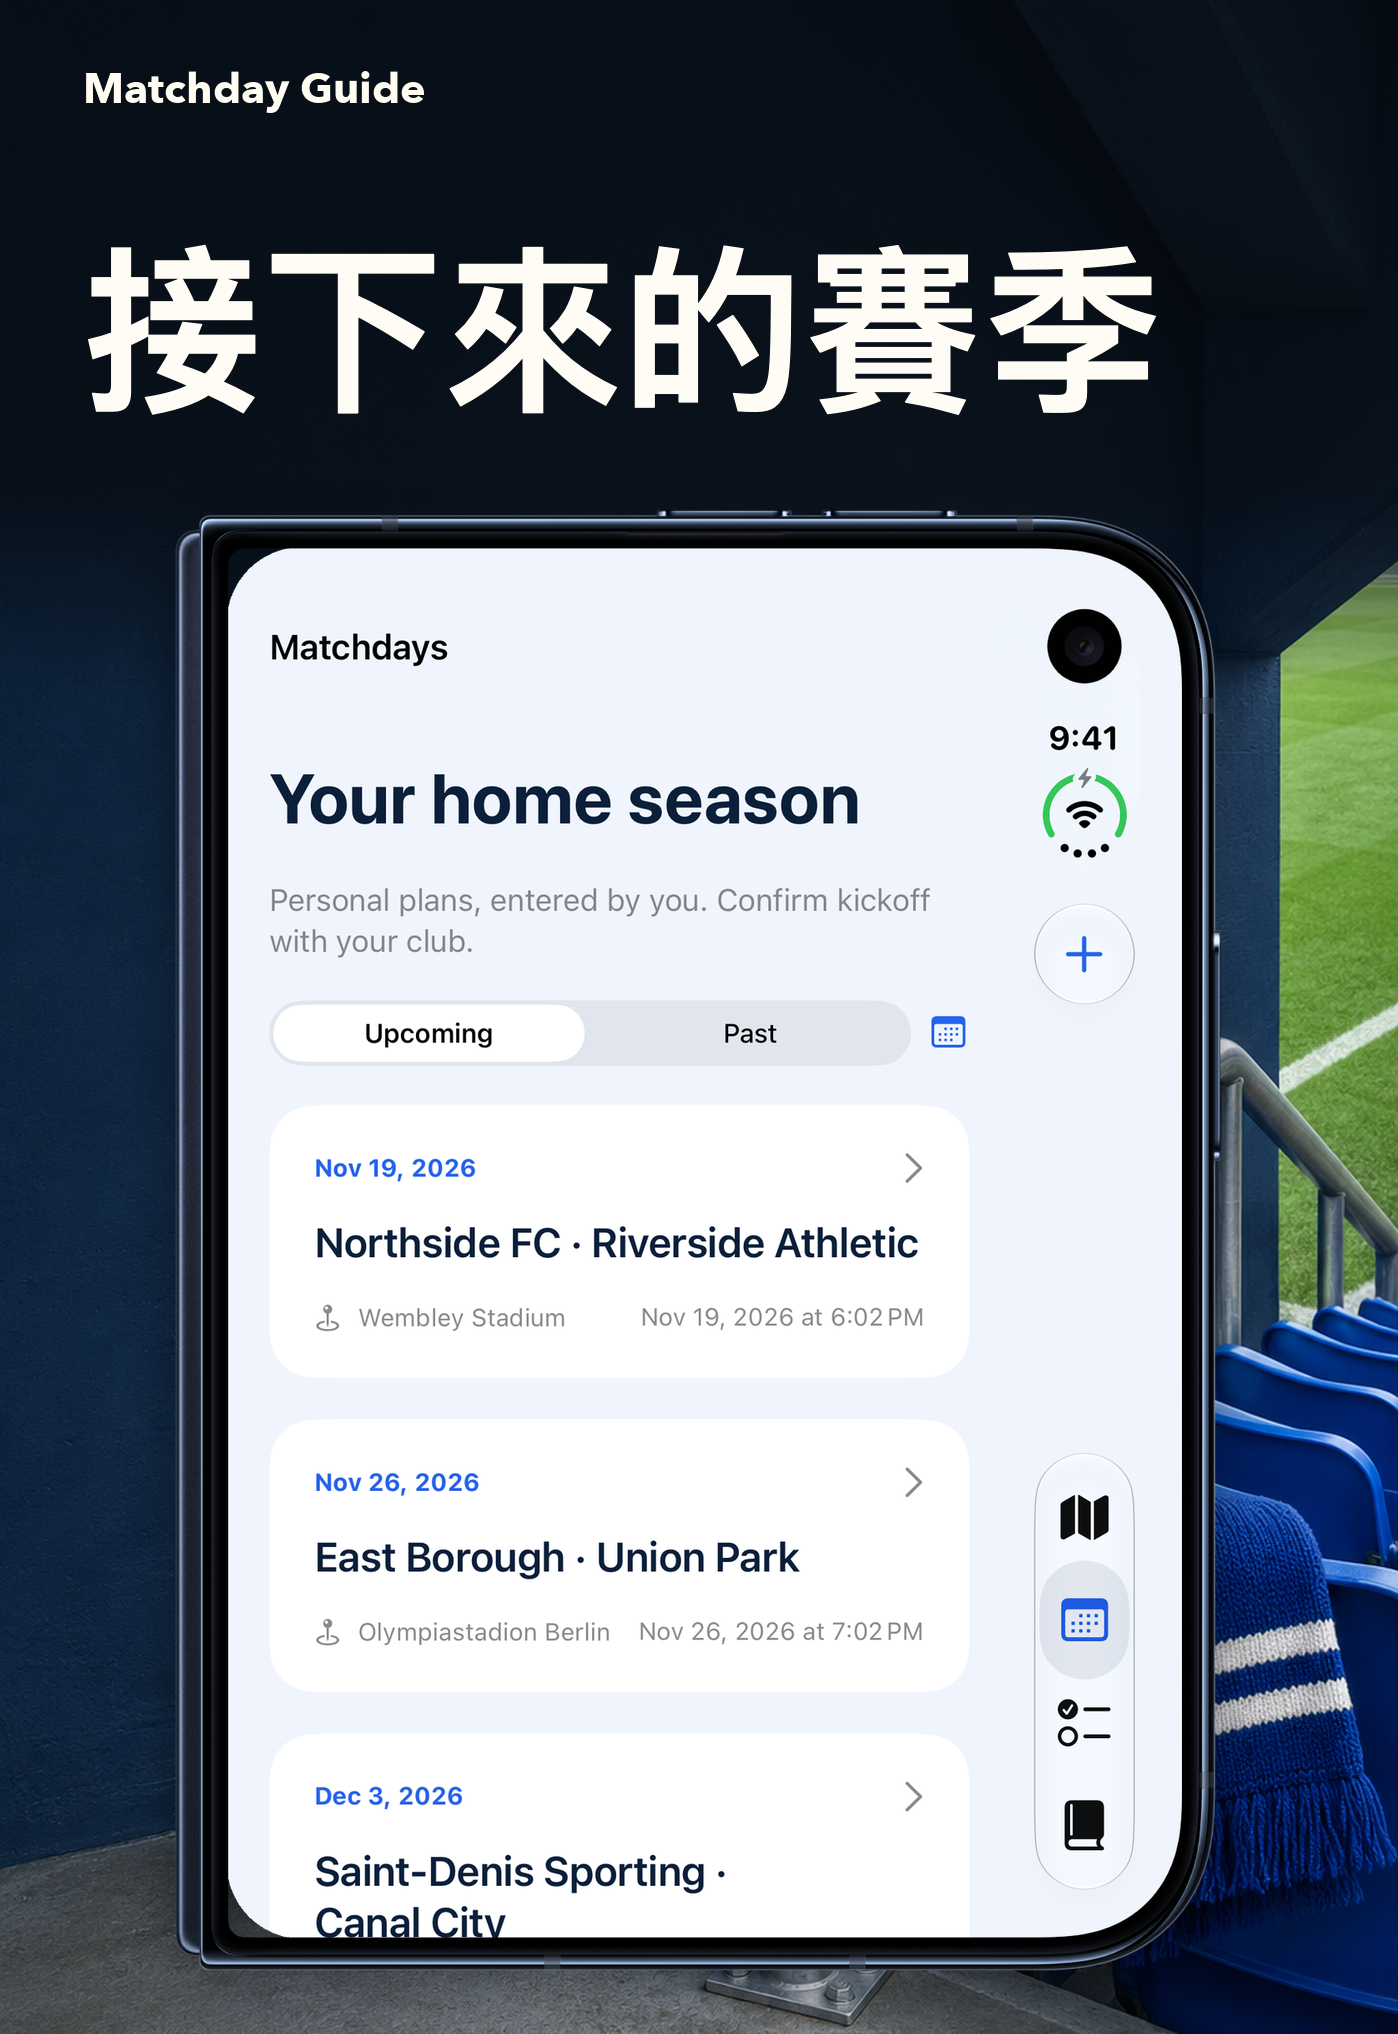 Matchday Guide
接下來的賽季
Matchdays
9:41
Your home season
Personal plans, entered by you. Confirm kickoff
with your club.
Upcoming
Past
Nov 19, 2026
Northside FC · Riverside Athletic
Wembley Stadium
Nov 19, 2026 at 6:02 PM
Nov 26, 2026
East Borough · Union Park
Olympiastadion Berlin
Nov 26, 2026 at 7:02 PM
Dec 3, 2026
Saint-Denis Sporting ·
Canal City